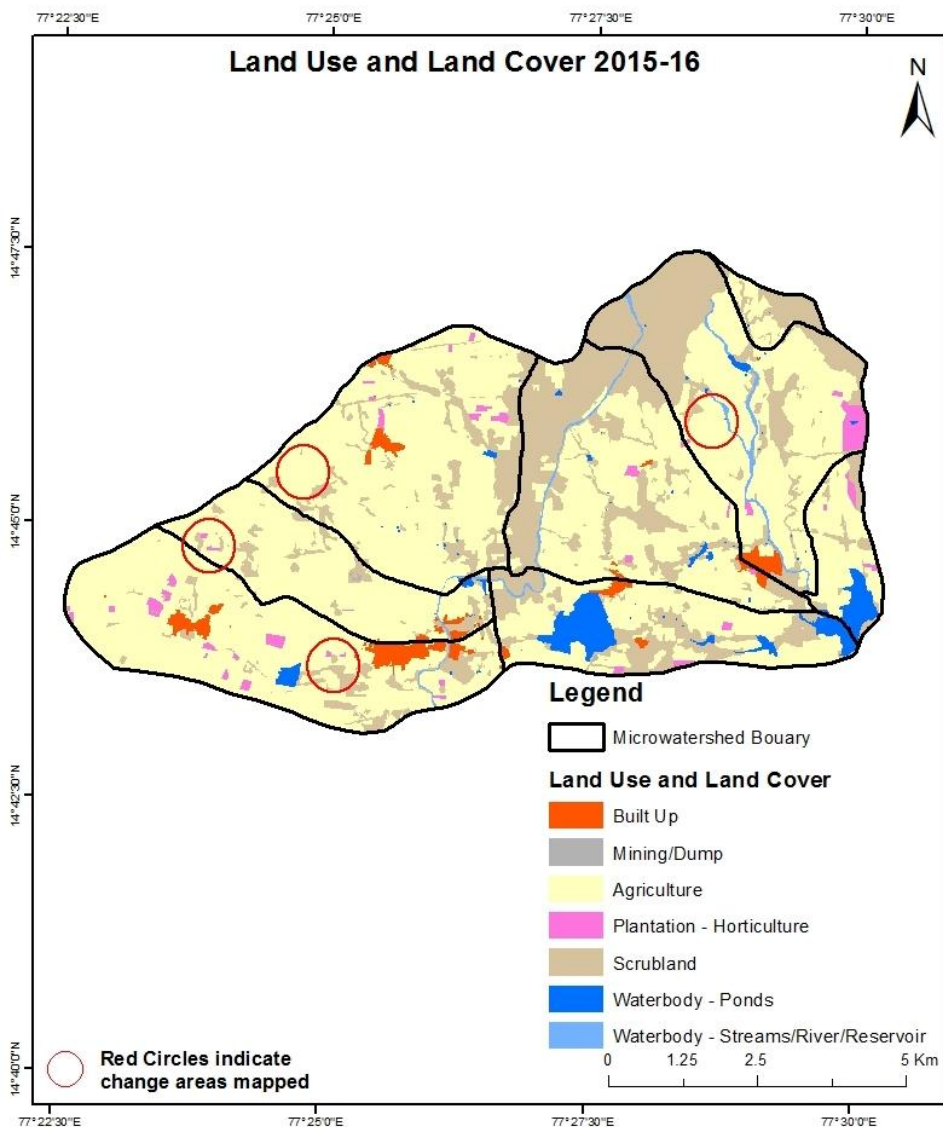 77°22'30"E 77°25'0"E 77°27'30"E 77°30'0"E
Land Use and Land Cover 2015-16
N
14°47'30"N
14°45'0"N
14°42'30"N
14°40'0"N
Legend
Microwatershed Bouary
Land Use and Land Cover
Built Up
Mining/Dump
Agriculture
Plantation - Horticulture
Scrubland
Waterbody - Ponds
Waterbody - Streams/River/Reservoir
0 1.25 2.5 5 Km
Red Circles indicate
change areas mapped
77°22'30"E 77°25'0"E 77°27'30"E 77°30'0"E